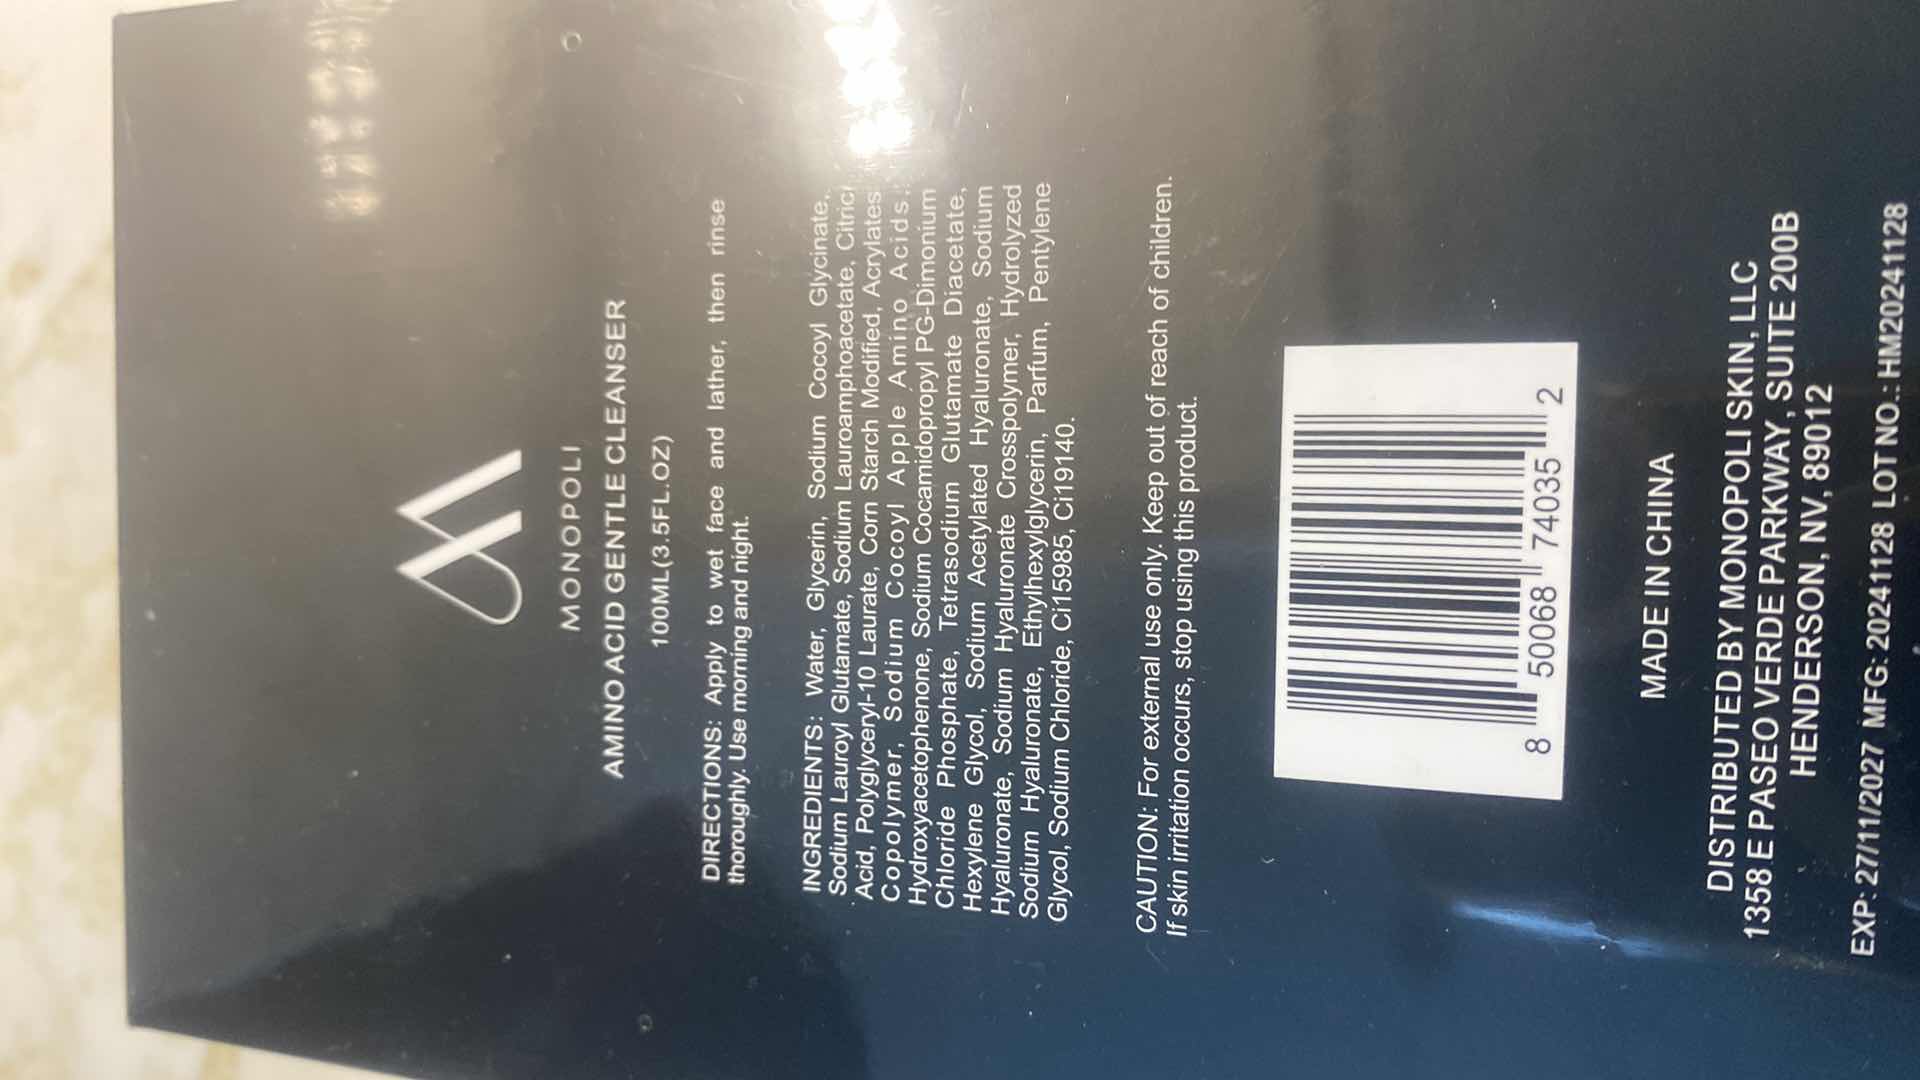 MONOPOLI
AMINO ACID GENTLE CLEANSER
100ML(3.5FL.OZ)
DIRECTIONS: Apply to wet face and lather, then rinse
thoroughly. Use morning and night.
INGREDIENTS: Water, Glycerin, Sodium Cocoyl Glycinate,
Sodium Lauroyl Glutamate, Sodium Lauroamphoacetate, Citric
Acid, Polyglyceryl-10 Laurate, Corn Starch Modified, Acrylates
Copolymer, Sodium Cocoyl Apple Amino Acids,
Hydroxyacetophenone, Sodium Cocamidopropyl PG-Dimonium
Chloride Phosphate, Tetrasodium Glutamate Diacetate,
Hexylene Glycol, Sodium Acetylated Hyaluronate, Sodium
Hyaluronate, Sodium Hyaluronate Crosspolymer, Hydrolyzed
Sodium Hyaluronate, Ethylhexylglycerin, Parfum, Pentylene
Glycol, Sodium Chloride, Ci15985, Ci19140.
CAUTION: For external use only. Keep out of reach of children.
If skin irritation occurs, stop using this product.
8 50068 74035 2
MADE IN CHINA
DISTRIBUTED BY MONOPOLI SKIN, LLC
1358 E PASEO VERDE PARKWAY, SUITE 200B
HENDERSON, NV, 89012
EXP: 27/11/2027 MFG: 20241128 LOT NO.: HM20241128